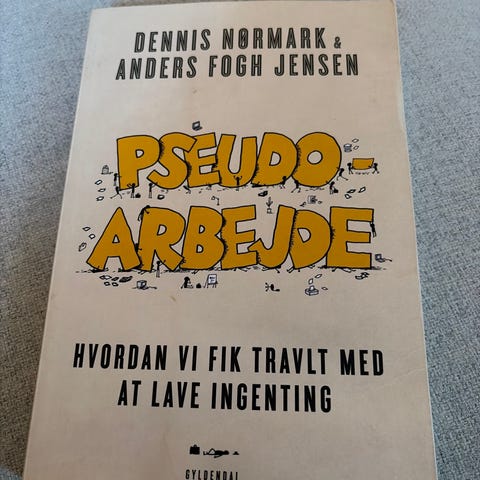 DENNIS NØRMARK &
ANDERS FOGH JENSEN
PSEUDO-
ARBEJDE
HVORDAN VI FIK TRAVLT MED
AT LAVE INGENTING
GYLDENDAL